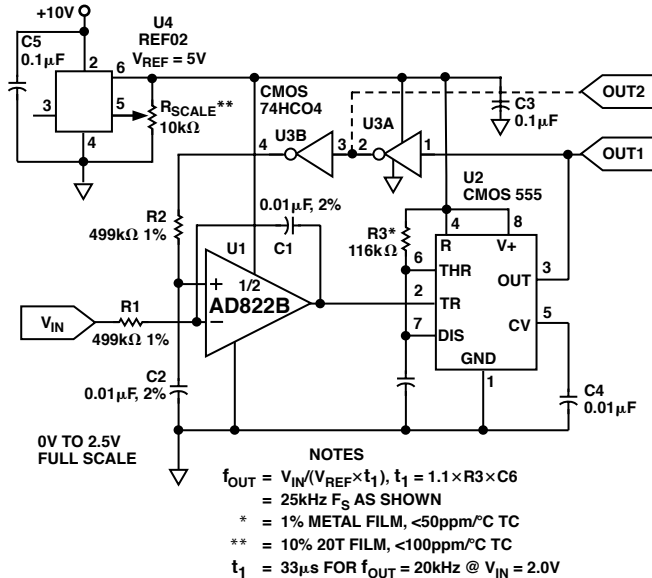 +10V
C5
0.1µF
U4
REF02
V_REF = 5V
2
6
3
5
4
R_SCALE**
10kΩ
CMOS
74HCO4
U3B
U3A
4
3
2
1
C3
0.1µF
OUT2
OUT1
R2
499kΩ 1%
0.01µF, 2%
C1
R3*
116kΩ
U2
CMOS 555
4
8
R
V+
6
THR
OUT
3
2
TR
7
DIS
CV
5
GND
1
U1
1/2
AD822B
+
–
V_IN
R1
499kΩ 1%
C2
0.01µF, 2%
C4
0.01µF
0V TO 2.5V
FULL SCALE
NOTES
f_OUT = V_IN/(V_REF×t_1), t_1 = 1.1×R3×C6
= 25kHz F_S AS SHOWN
* = 1% METAL FILM, <50ppm/°C TC
** = 10% 20T FILM, <100ppm/°C TC
t_1 = 33µs FOR f_OUT = 20kHz @ V_IN = 2.0V